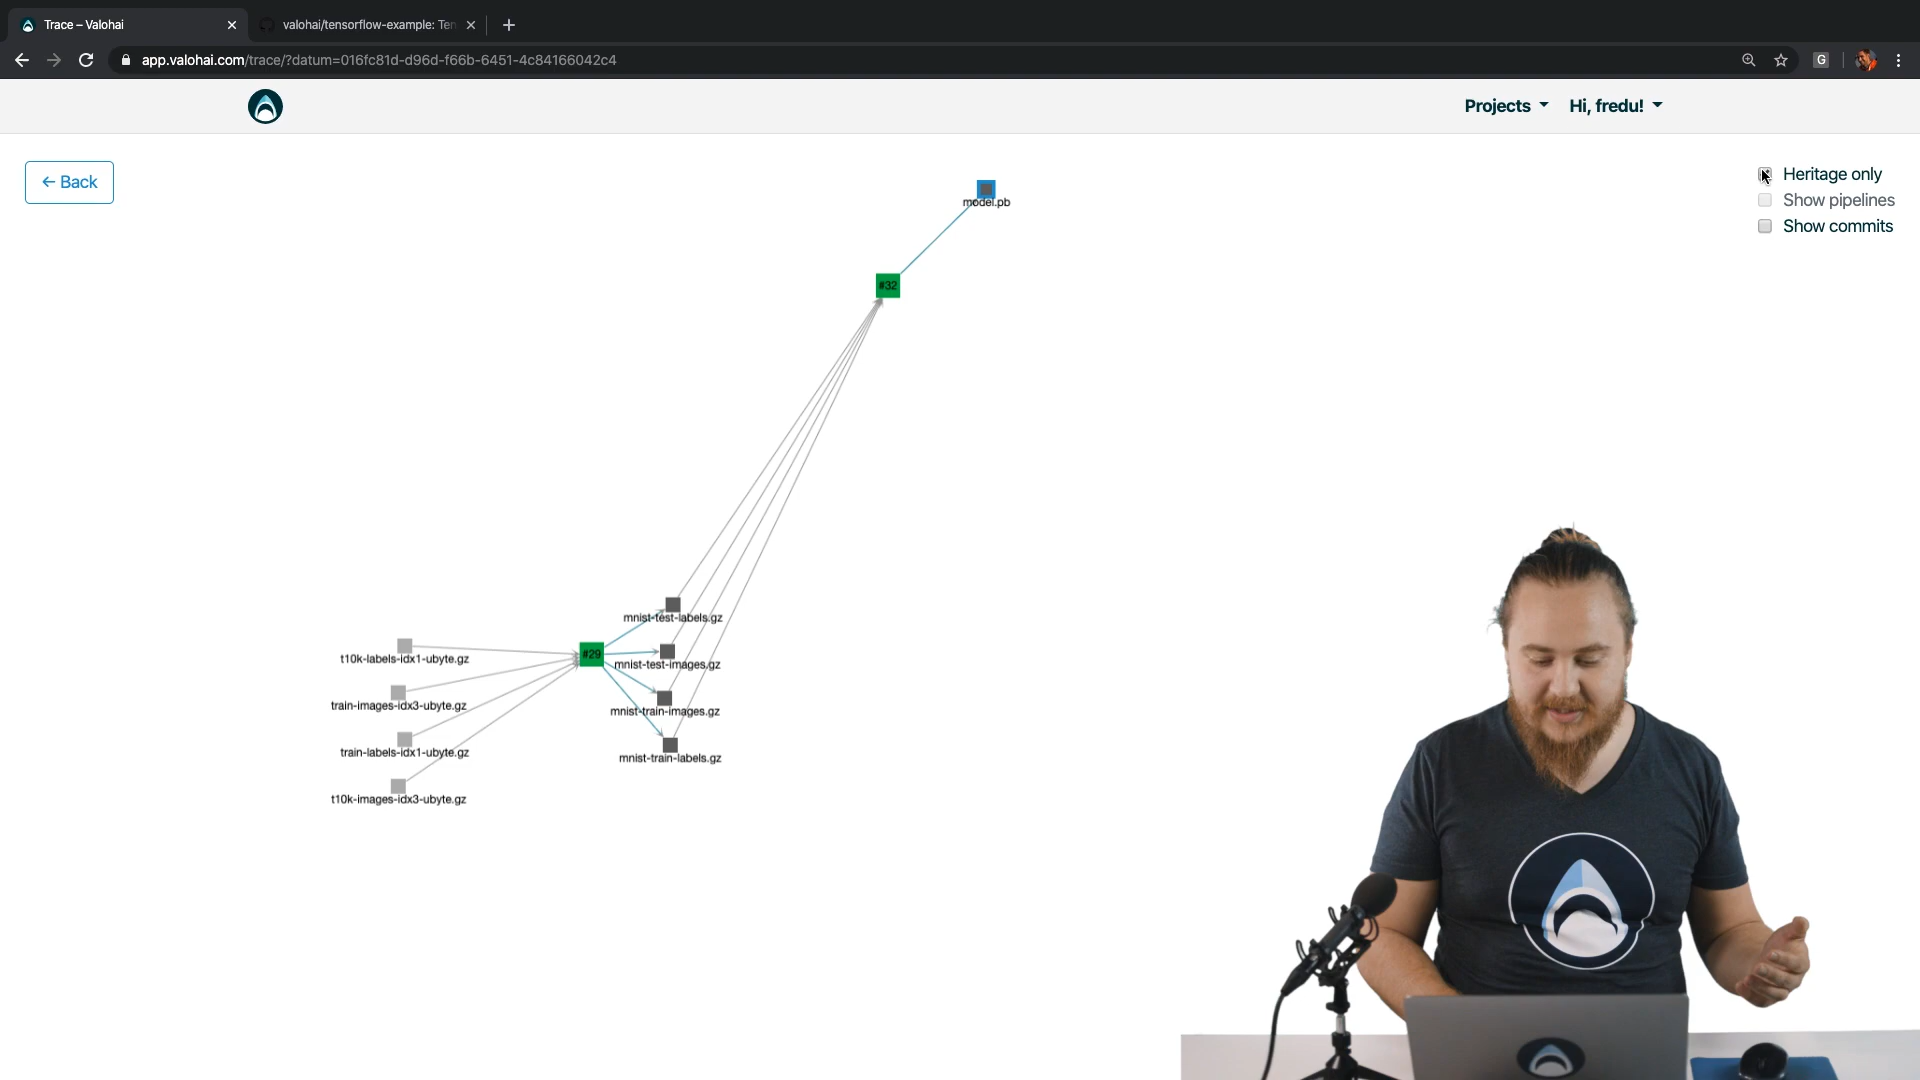 Trace – Valohai
valohai/tensorflow-example: Ten
app.valohai.com/trace/?datum=016fc81d-d96d-f66b-6451-4c84166042c4
G
Projects
Hi, fredu!
← Back
Heritage only
Show pipelines
Show commits
model.pb
#32
mnist-test-labels.gz
#29
t10k-labels-idx1-ubyte.gz
mnist-test-images.gz
train-images-idx3-ubyte.gz
mnist-train-images.gz
train-labels-idx1-ubyte.gz
mnist-train-labels.gz
t10k-images-idx3-ubyte.gz